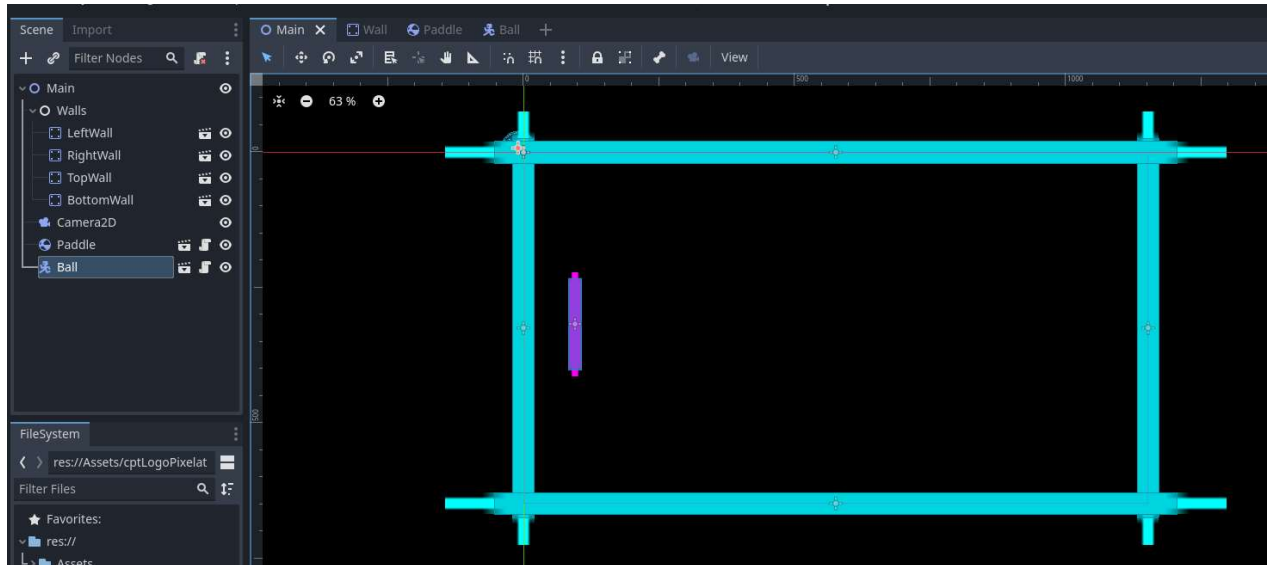 Scene Import
Main Wall Paddle Ball
Filter Nodes
View
Main
Walls
LeftWall
RightWall
TopWall
BottomWall
Camera2D
Paddle
Ball
63 %
0 500 1000
0
500
FileSystem
res://Assets/cptLogoPixelat
Filter Files
Favorites:
res://
Assets